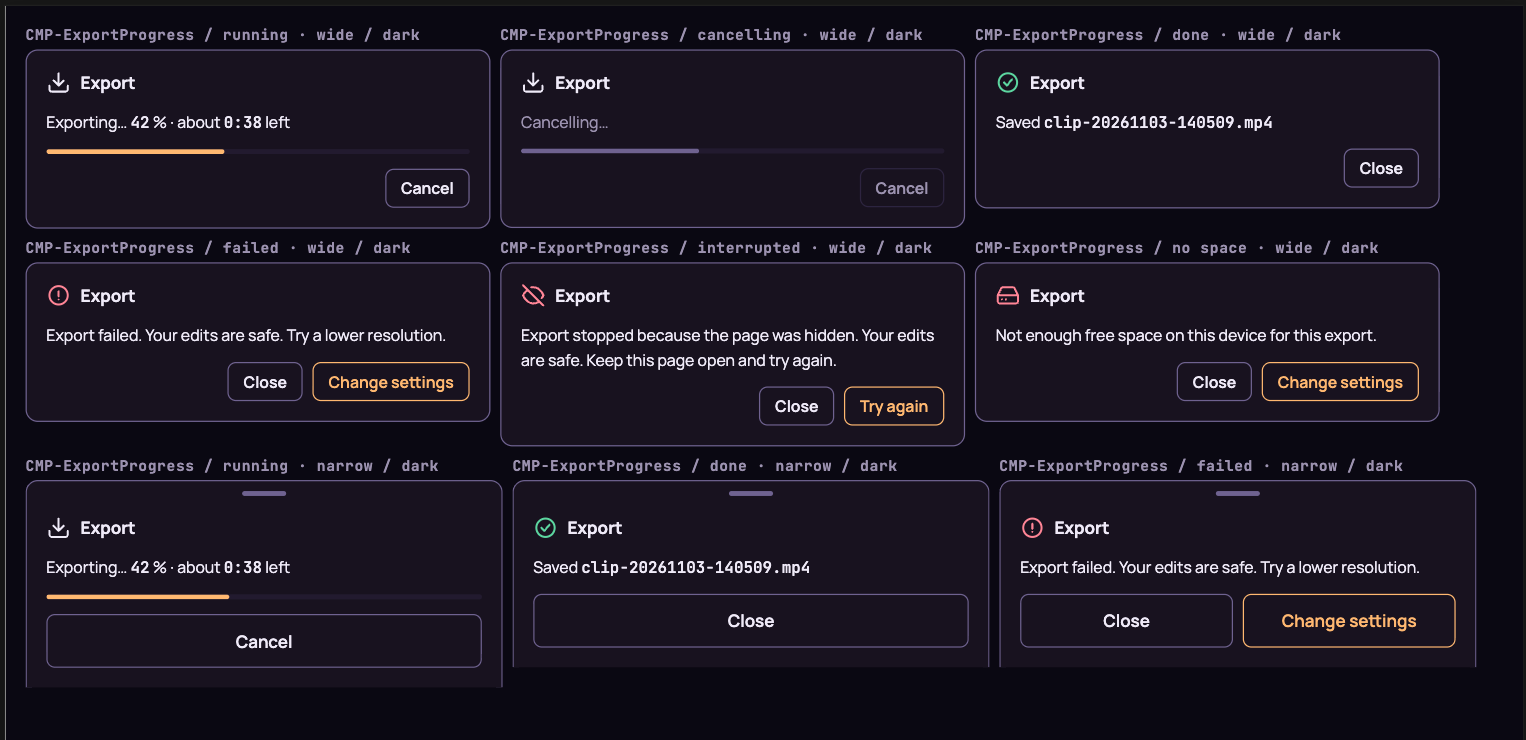 CMP-ExportProgress / running · wide / dark
Export
Exporting… 42 % · about 0:38 left
Cancel
CMP-ExportProgress / cancelling · wide / dark
Export
Cancelling…
Cancel
CMP-ExportProgress / done · wide / dark
Export
Saved clip-20261103-140509.mp4
Close
CMP-ExportProgress / failed · wide / dark
Export
Export failed. Your edits are safe. Try a lower resolution.
Close
Change settings
CMP-ExportProgress / interrupted · wide / dark
Export
Export stopped because the page was hidden. Your edits
are safe. Keep this page open and try again.
Close
Try again
CMP-ExportProgress / no space · wide / dark
Export
Not enough free space on this device for this export.
Close
Change settings
CMP-ExportProgress / running · narrow / dark
Export
Exporting… 42 % · about 0:38 left
Cancel
CMP-ExportProgress / done · narrow / dark
Export
Saved clip-20261103-140509.mp4
Close
CMP-ExportProgress / failed · narrow / dark
Export
Export failed. Your edits are safe. Try a lower resolution.
Close
Change settings